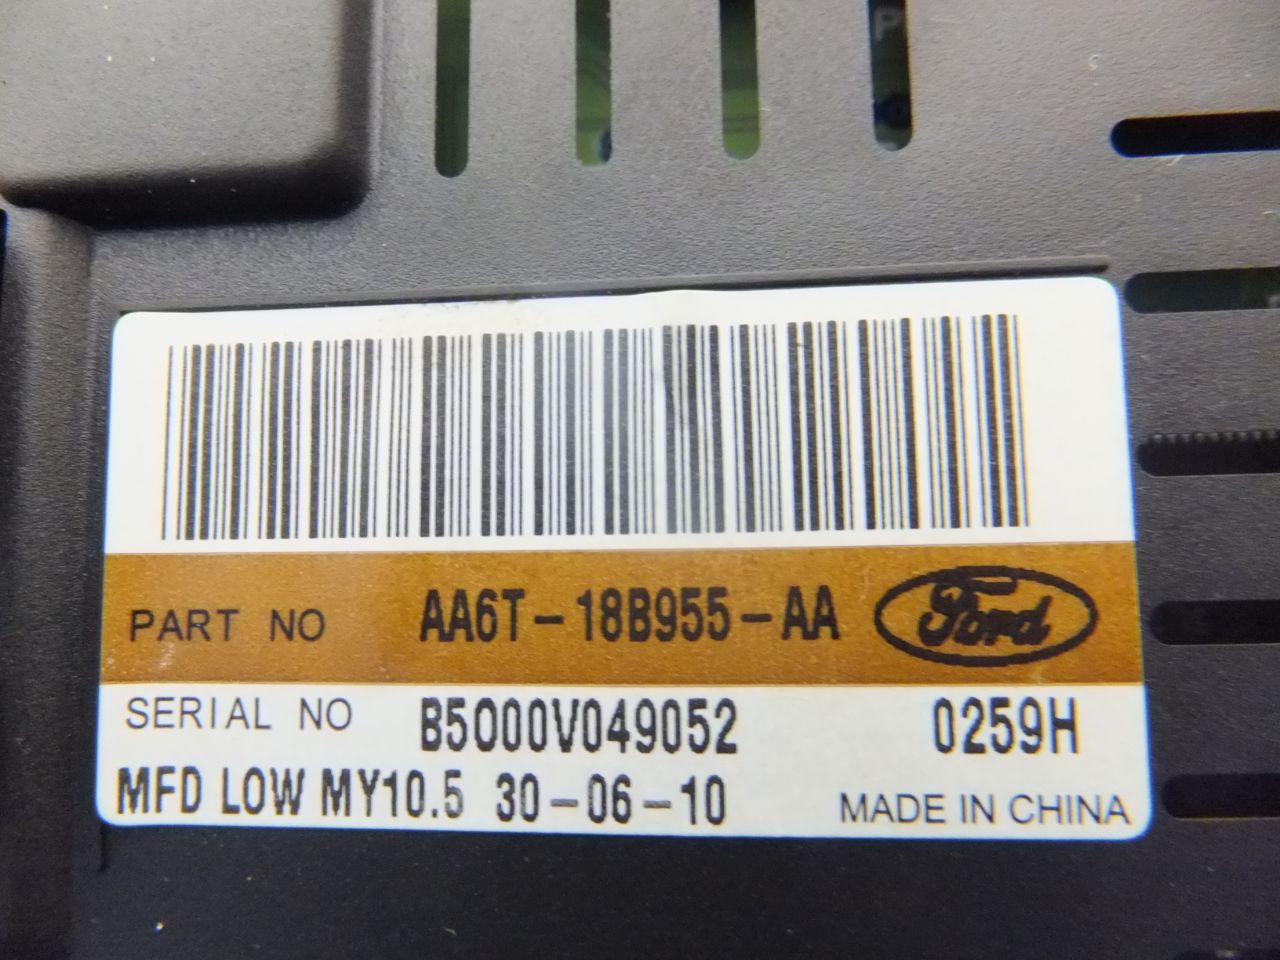 P
PART NO AA6T-18B955-AA Ford
SERIAL NO B5000V049052 0259H
MFD LOW MY10.5 30-06-10 MADE IN CHINA